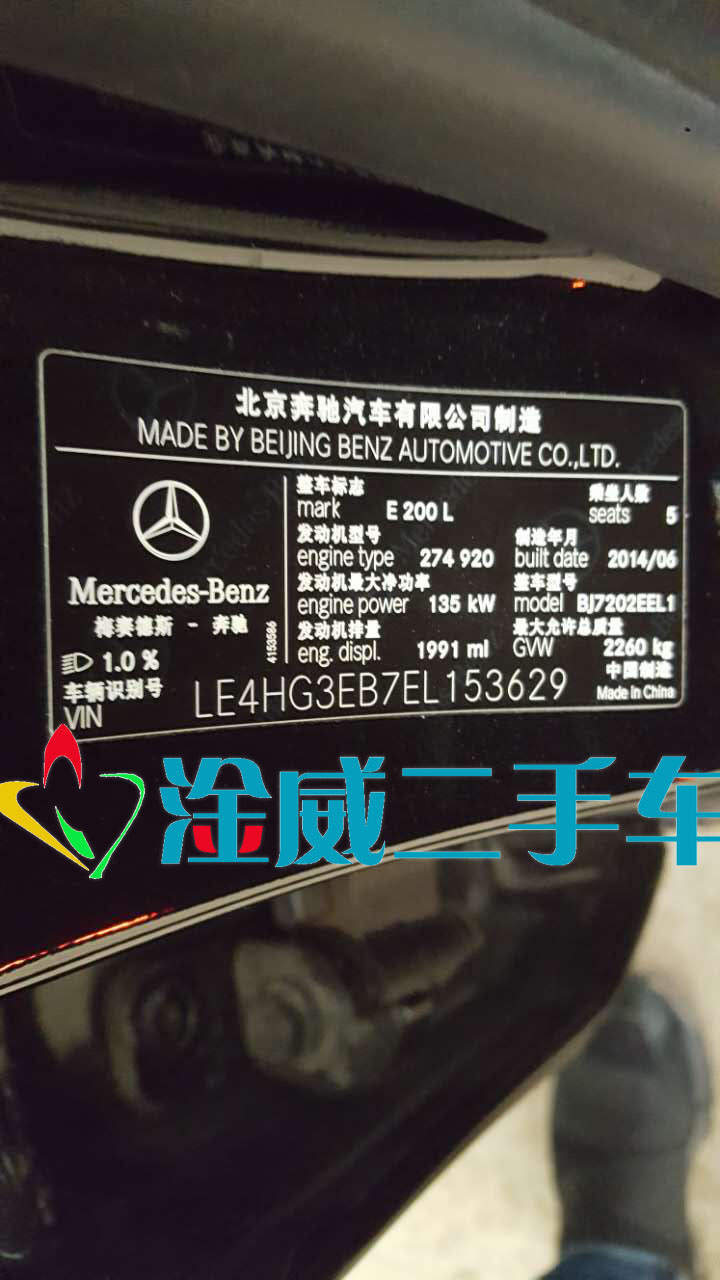 北京奔驰汽车有限公司制造
MADE BY BEIJING BENZ AUTOMOTIVE CO.,LTD.
整车标志 乘坐人数
mark E 200 L seats 5
发动机型号 制造年月
engine type 274 920 built date 2014/06
发动机最大净功率 整车型号
engine power 135 kW model BJ7202EEL1
发动机排量 最大允许总质量
eng. displ. 1991 ml GVW 2260 kg
Mercedes-Benz
梅赛德斯 - 奔驰
4153586
1.0 %
中国制造
Made in China
车辆识别号
VIN LE4HG3EB7EL153629
淦威二手车